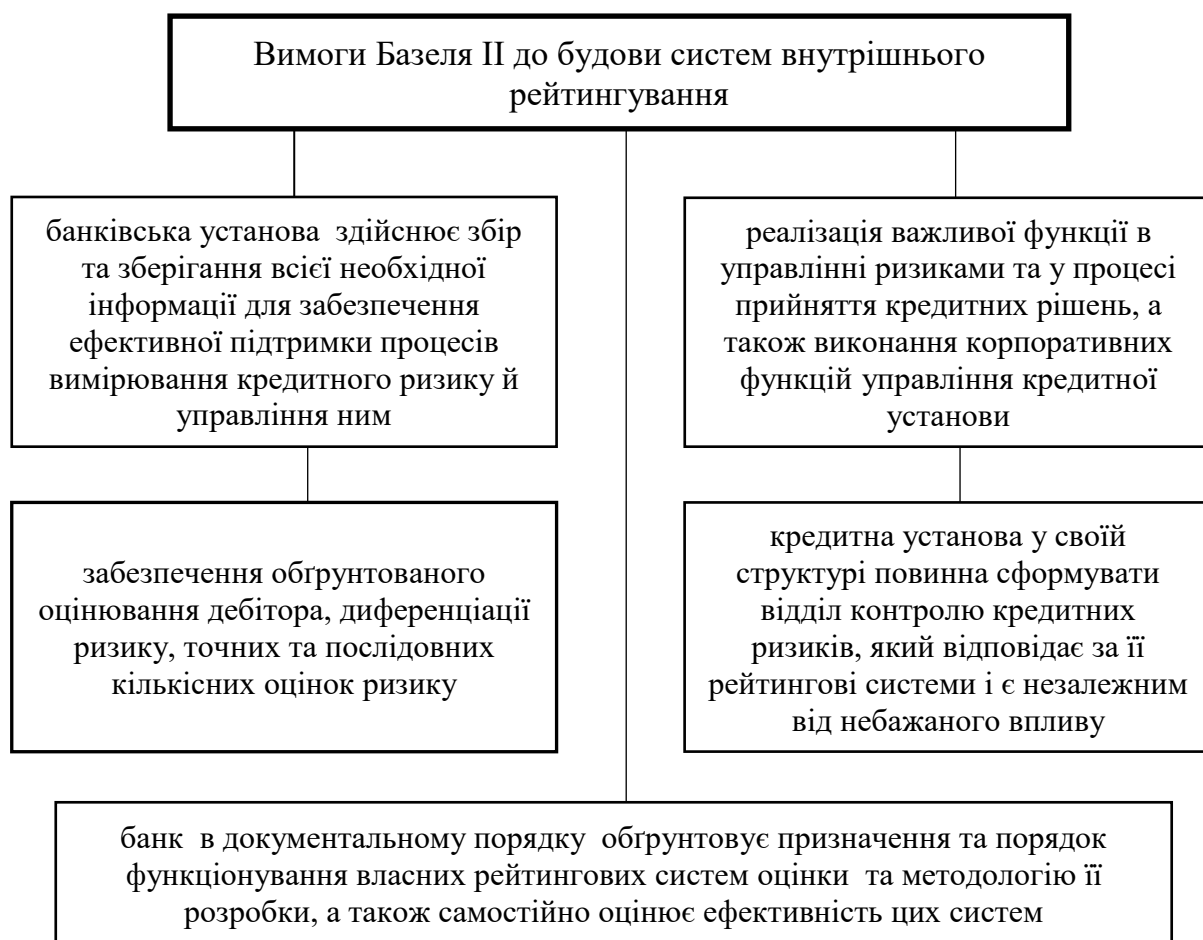 Вимоги Базеля ІІ до будови систем внутрішнього
рейтингування
банківська установа здійснює збір
та зберігання всієї необхідної
інформації для забезпечення
ефективної підтримки процесів
вимірювання кредитного ризику й
управління ним
реалізація важливої функції в
управлінні ризиками та у процесі
прийняття кредитних рішень, а
також виконання корпоративних
функцій управління кредитної
установи
забезпечення обґрунтованого
оцінювання дебітора, диференціації
ризику, точних та послідовних
кількісних оцінок ризику
кредитна установа у своїй
структурі повинна сформувати
відділ контролю кредитних
ризиків, який відповідає за її
рейтингові системи і є незалежним
від небажаного впливу
банк в документальному порядку обґрунтовує призначення та порядок
функціонування власних рейтингових систем оцінки та методологію її
розробки, а також самостійно оцінює ефективність цих систем